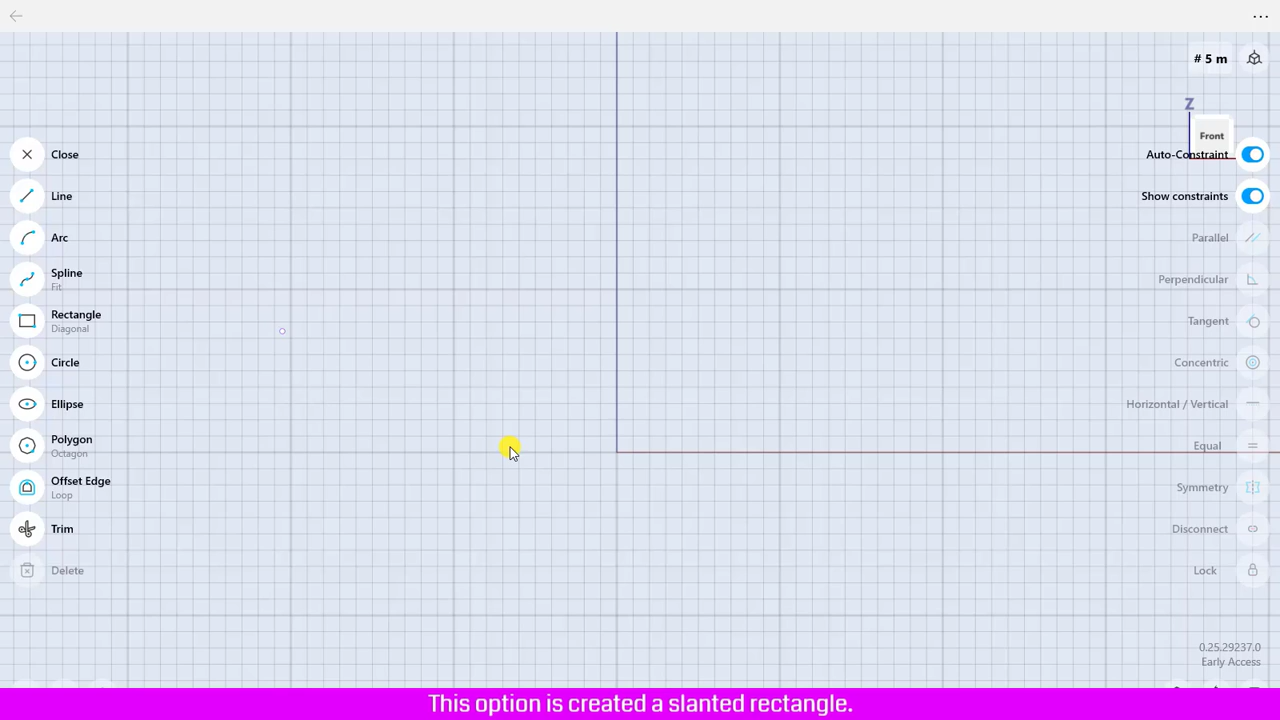 # 5 m
Z
Front
Close
Line
Arc
Spline
Fit
Rectangle
Diagonal
Circle
Ellipse
Polygon
Octagon
Offset Edge
Loop
Trim
Delete
Auto-Constraint
Show constraints
Parallel
Perpendicular
Tangent
Concentric
Horizontal / Vertical
Equal
Symmetry
Disconnect
Lock
0.25.29237.0
Early Access
This option is created a slanted rectangle.